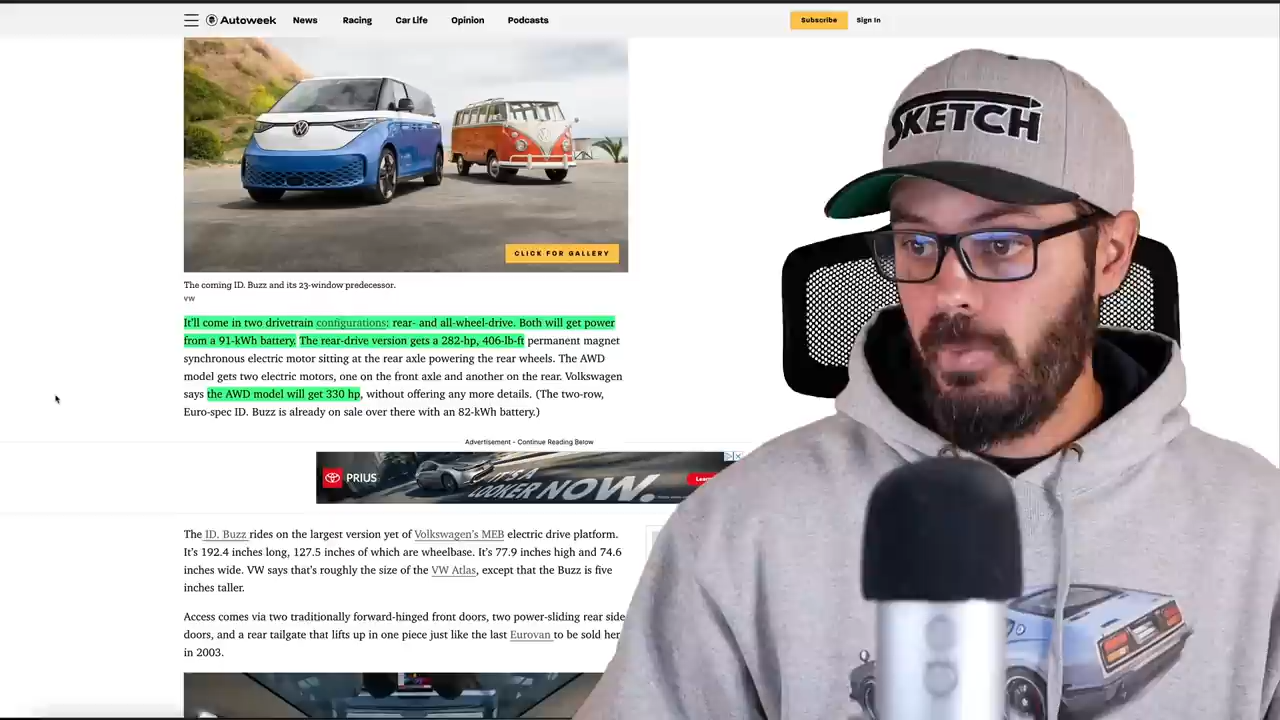 Autoweek News Racing Car Life Opinion Podcasts Subscribe Sign In
SKETCH
CLICK FOR GALLERY
The coming ID. Buzz and its 23-window predecessor.
VW
It'll come in two drivetrain configurations; rear- and all-wheel-drive. Both will get power
from a 91-kWh battery. The rear-drive version gets a 282-hp, 406-lb-ft permanent magnet
synchronous electric motor sitting at the rear axle powering the rear wheels. The AWD
model gets two electric motors, one on the front axle and another on the rear. Volkswagen
says the AWD model will get 330 hp, without offering any more details. (The two-row,
Euro-spec ID. Buzz is already on sale over there with an 82-kWh battery.)
Advertisement - Continue Reading Below
PRIUS IT'S A
LOOKER NOW.
The ID. Buzz rides on the largest version yet of Volkswagen's MEB electric drive platform.
It's 192.4 inches long, 127.5 inches of which are wheelbase. It's 77.9 inches high and 74.6
inches wide. VW says that's roughly the size of the VW Atlas, except that the Buzz is five
inches taller.
Access comes via two traditionally forward-hinged front doors, two power-sliding rear side
doors, and a rear tailgate that lifts up in one piece just like the last Eurovan to be sold her
in 2003.